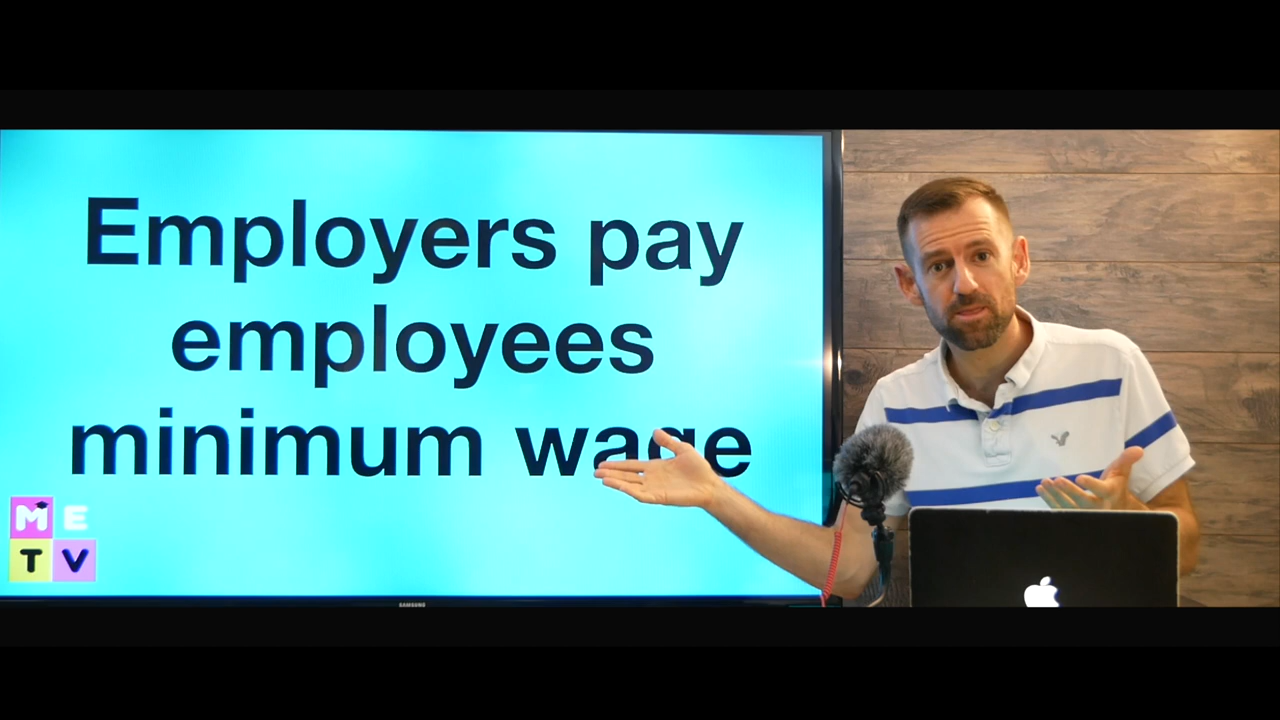 Employers pay
employees
minimum wage
M E
T V
SAMSUNG